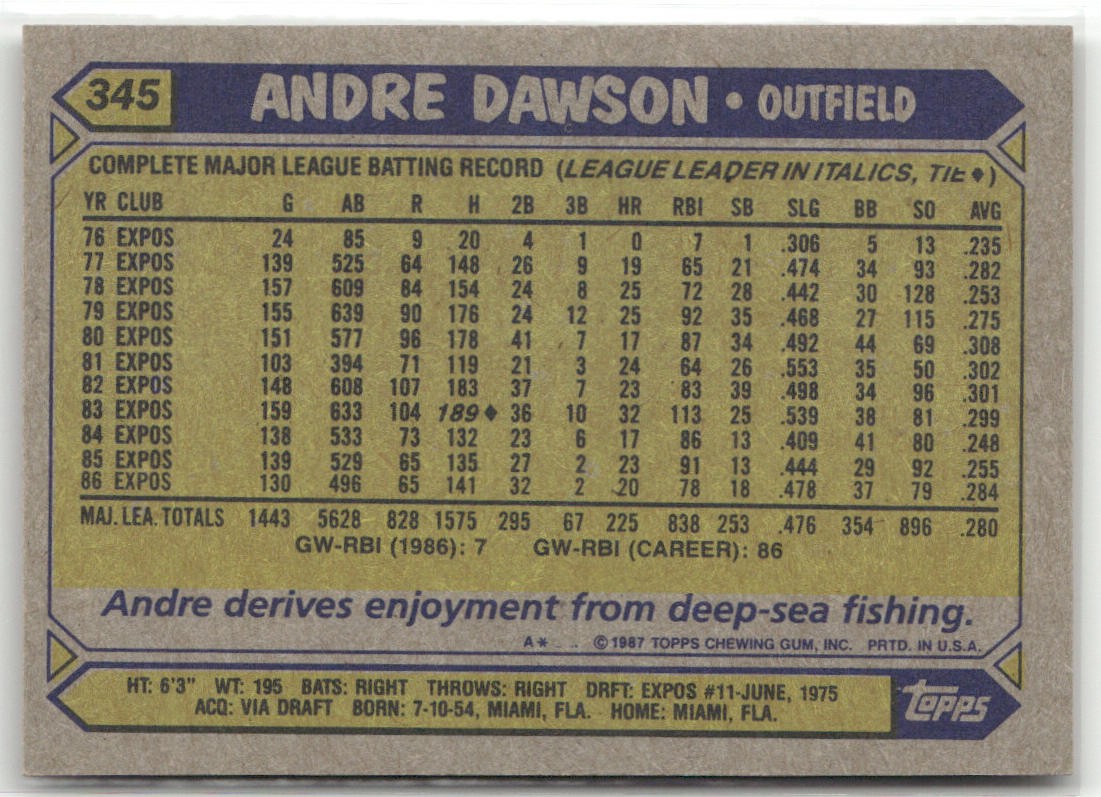 345 ANDRE DAWSON • OUTFIELD
COMPLETE MAJOR LEAGUE BATTING RECORD (LEAGUE LEADER IN ITALICS, TIE ♦)
YR CLUB G AB R H 2B 3B HR RBI SB SLG BB SO AVG
76 EXPOS 24 85 9 20 4 1 0 7 1 .306 5 13 .235
77 EXPOS 139 525 64 148 26 9 19 65 21 .474 34 93 .282
78 EXPOS 157 609 84 154 24 8 25 72 28 .442 30 128 .253
79 EXPOS 155 639 90 176 24 12 25 92 35 .468 27 115 .275
80 EXPOS 151 577 96 178 41 7 17 87 34 .492 44 69 .308
81 EXPOS 103 394 71 119 21 3 24 64 26 .553 35 50 .302
82 EXPOS 148 608 107 183 37 7 23 83 39 .498 34 96 .301
83 EXPOS 159 633 104 189♦ 36 10 32 113 25 .539 38 81 .299
84 EXPOS 138 533 73 132 23 6 17 86 13 .409 41 80 .248
85 EXPOS 139 529 65 135 27 2 23 91 13 .444 29 92 .255
86 EXPOS 130 496 65 141 32 2 20 78 18 .478 37 79 .284
MAJ. LEA. TOTALS 1443 5628 828 1575 295 67 225 838 253 .476 354 896 .280
GW-RBI (1986): 7 GW-RBI (CAREER): 86
Andre derives enjoyment from deep-sea fishing.
A* © 1987 TOPPS CHEWING GUM, INC. PRTD. IN U.S.A.
HT: 6'3" WT: 195 BATS: RIGHT THROWS: RIGHT DRFT: EXPOS #11-JUNE, 1975
ACQ: VIA DRAFT BORN: 7-10-54, MIAMI, FLA. HOME: MIAMI, FLA.
TOPPS